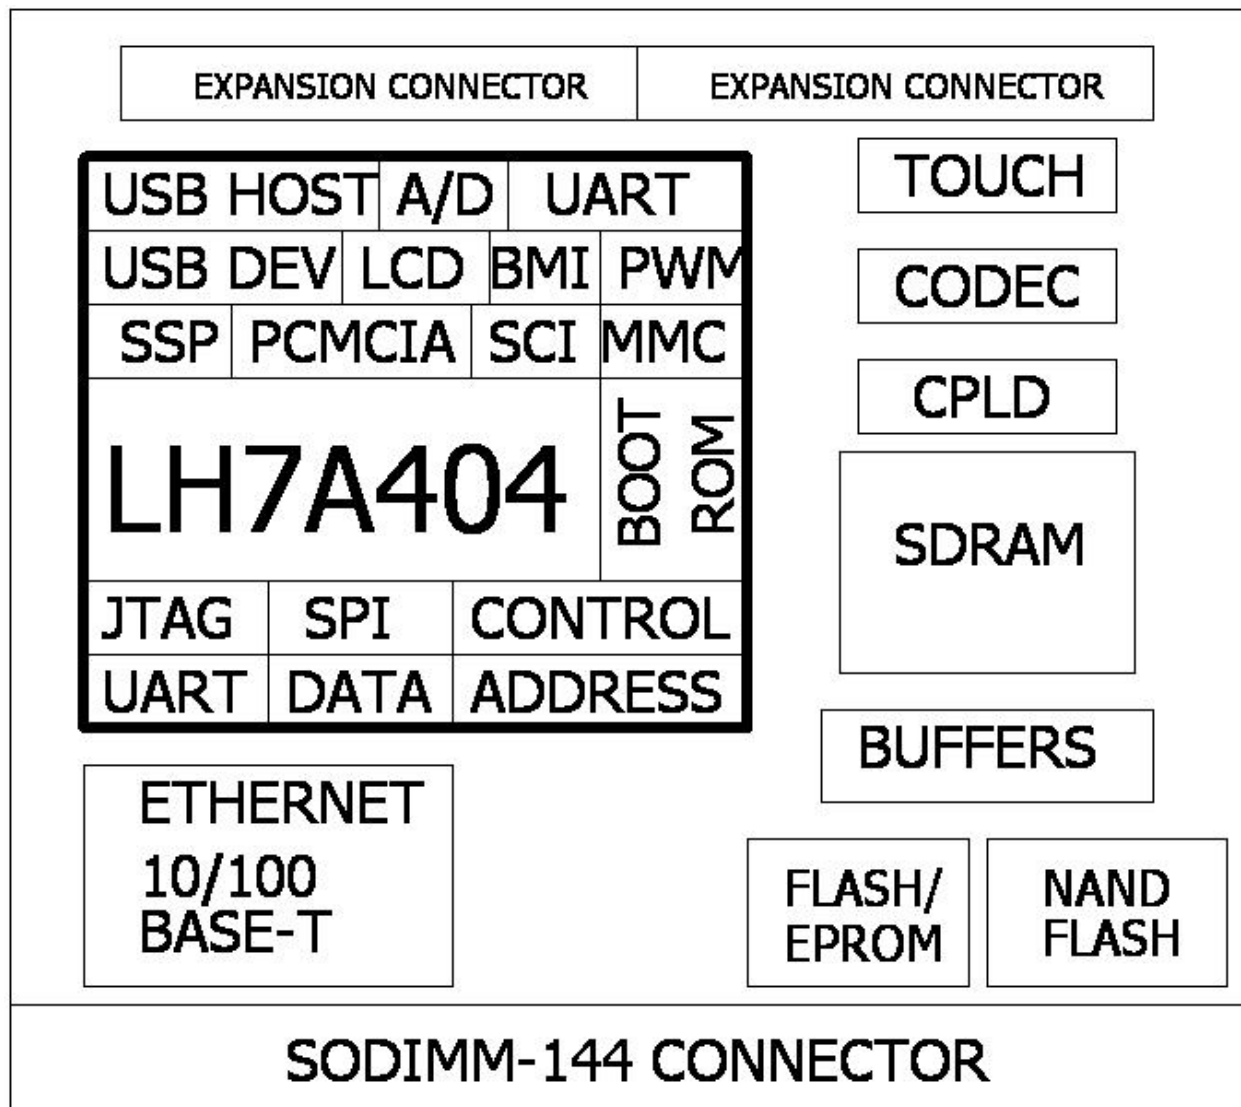 EXPANSION CONNECTOR EXPANSION CONNECTOR
USB HOST A/D UART
USB DEV LCD BMI PWM
SSP PCMCIA SCI MMC
LH7A404
BOOT
ROM
JTAG SPI CONTROL
UART DATA ADDRESS
TOUCH
CODEC
CPLD
SDRAM
BUFFERS
ETHERNET
10/100
BASE-T
FLASH/
EPROM
NAND
FLASH
SODIMM-144 CONNECTOR